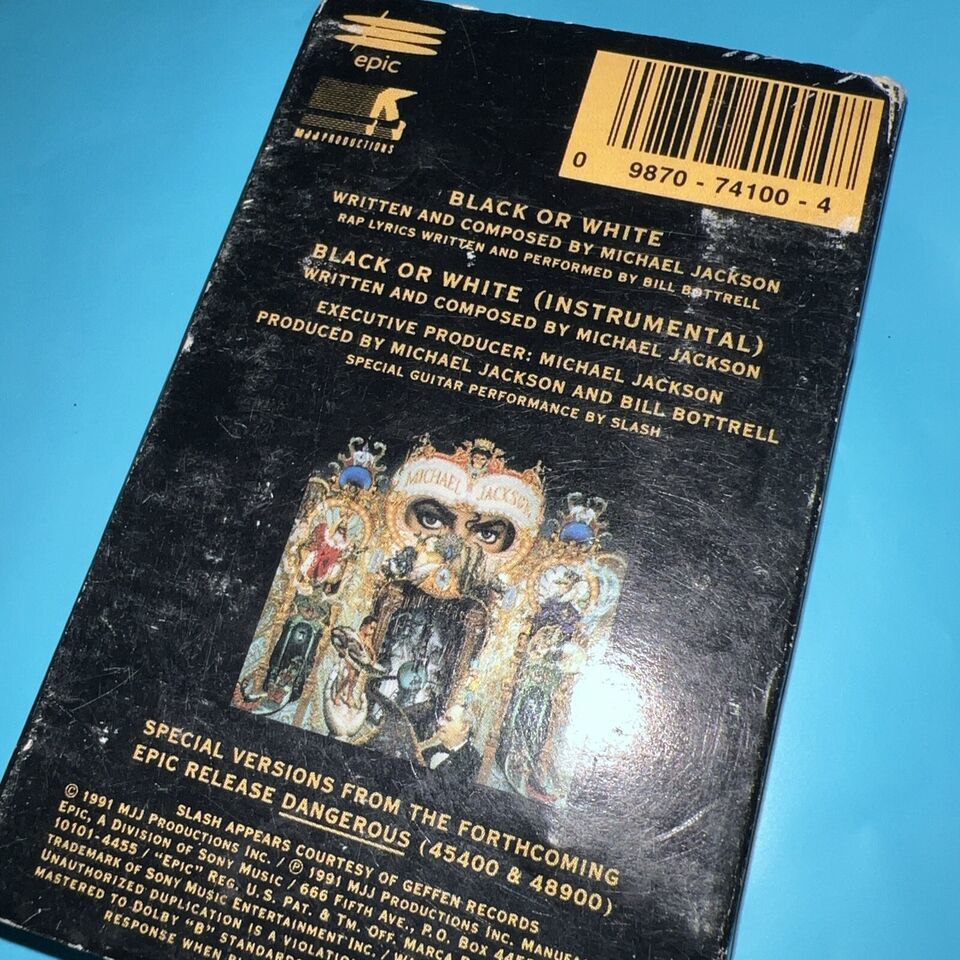 epic
MJJ PRODUCTIONS
0 9870 - 74100 - 4
BLACK OR WHITE
WRITTEN AND COMPOSED BY MICHAEL JACKSON
RAP LYRICS WRITTEN AND PERFORMED BY BILL BOTTRELL
BLACK OR WHITE (INSTRUMENTAL)
WRITTEN AND COMPOSED BY MICHAEL JACKSON
EXECUTIVE PRODUCER: MICHAEL JACKSON
PRODUCED BY MICHAEL JACKSON AND BILL BOTTRELL
SPECIAL GUITAR PERFORMANCE BY SLASH
MICHAEL JACKSON
SPECIAL VERSIONS FROM THE FORTHCOMING
EPIC RELEASE DANGEROUS (45400 & 48900)
SLASH APPEARS COURTESY OF GEFFEN RECORDS
© 1991 MJJ PRODUCTIONS INC. / ℗ 1991 MJJ PRODUCTIONS INC. MANUFA
EPIC, A DIVISION OF SONY MUSIC / 666 FIFTH AVE., P.O. BOX 4455
10101-4455 / "EPIC" REG. U.S. PAT. & TM. OFF. MARCA
TRADEMARK OF SONY MUSIC ENTERTAINMENT INC. /
UNAUTHORIZED DUPLICATION IS A VIOLATION
MASTERED TO DOLBY "B" STANDARD
RESPONSE WHEN